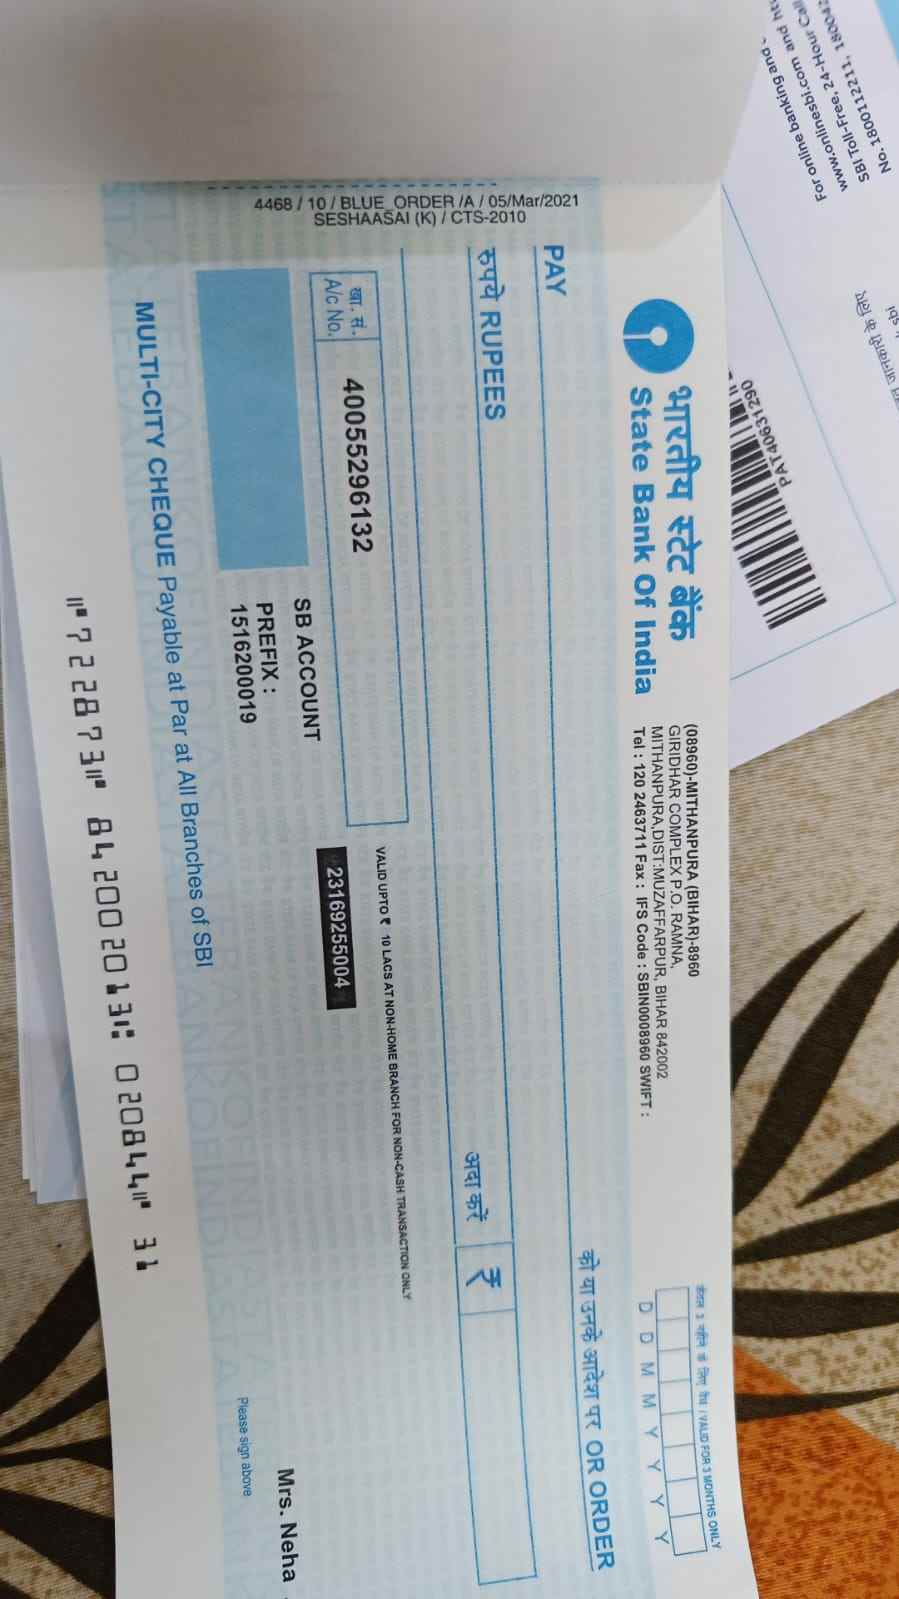 4468 / 10 / BLUE_ORDER /A / 05/Mar/2021
SESHAASAI (K) / CTS-2010
भारतीय स्टेट बैंक
State Bank Of India
(08960)-MITHANPURA (BIHAR)-8960
GIRIDHAR COMPLEX P.O. RAMNA,
MITHANPURA,DIST:MUZAFFARPUR, BIHAR 842002
Tel : 120 2463711 Fax : IFS Code : SBIN0008960 SWIFT :
केवल 3 महीने के लिए वैध / VALID FOR 3 MONTHS ONLY
D D M M Y Y Y Y
PAY
को या उनके आदेश पर OR ORDER
रुपये RUPEES
अदा करें
₹
खा. सं.
A/c No.
40055296132
VALID UPTO ₹ 10 LACS AT NON-HOME BRANCH FOR NON-CASH TRANSACTION ONLY
SB ACCOUNT
PREFIX :
1516200019
23169255004
Mrs. Neha
Please sign above
MULTI-CITY CHEQUE Payable at Par at All Branches of SBI
⑈722873⑈ 842002013⑆ 020844⑈ 31
For online banking and
www.onlinesbi.com and
SBI Toll-Free, 24-Hour Call
No. 1800112211, 18004
PAT40631290
जानकारी के लिए
sbi